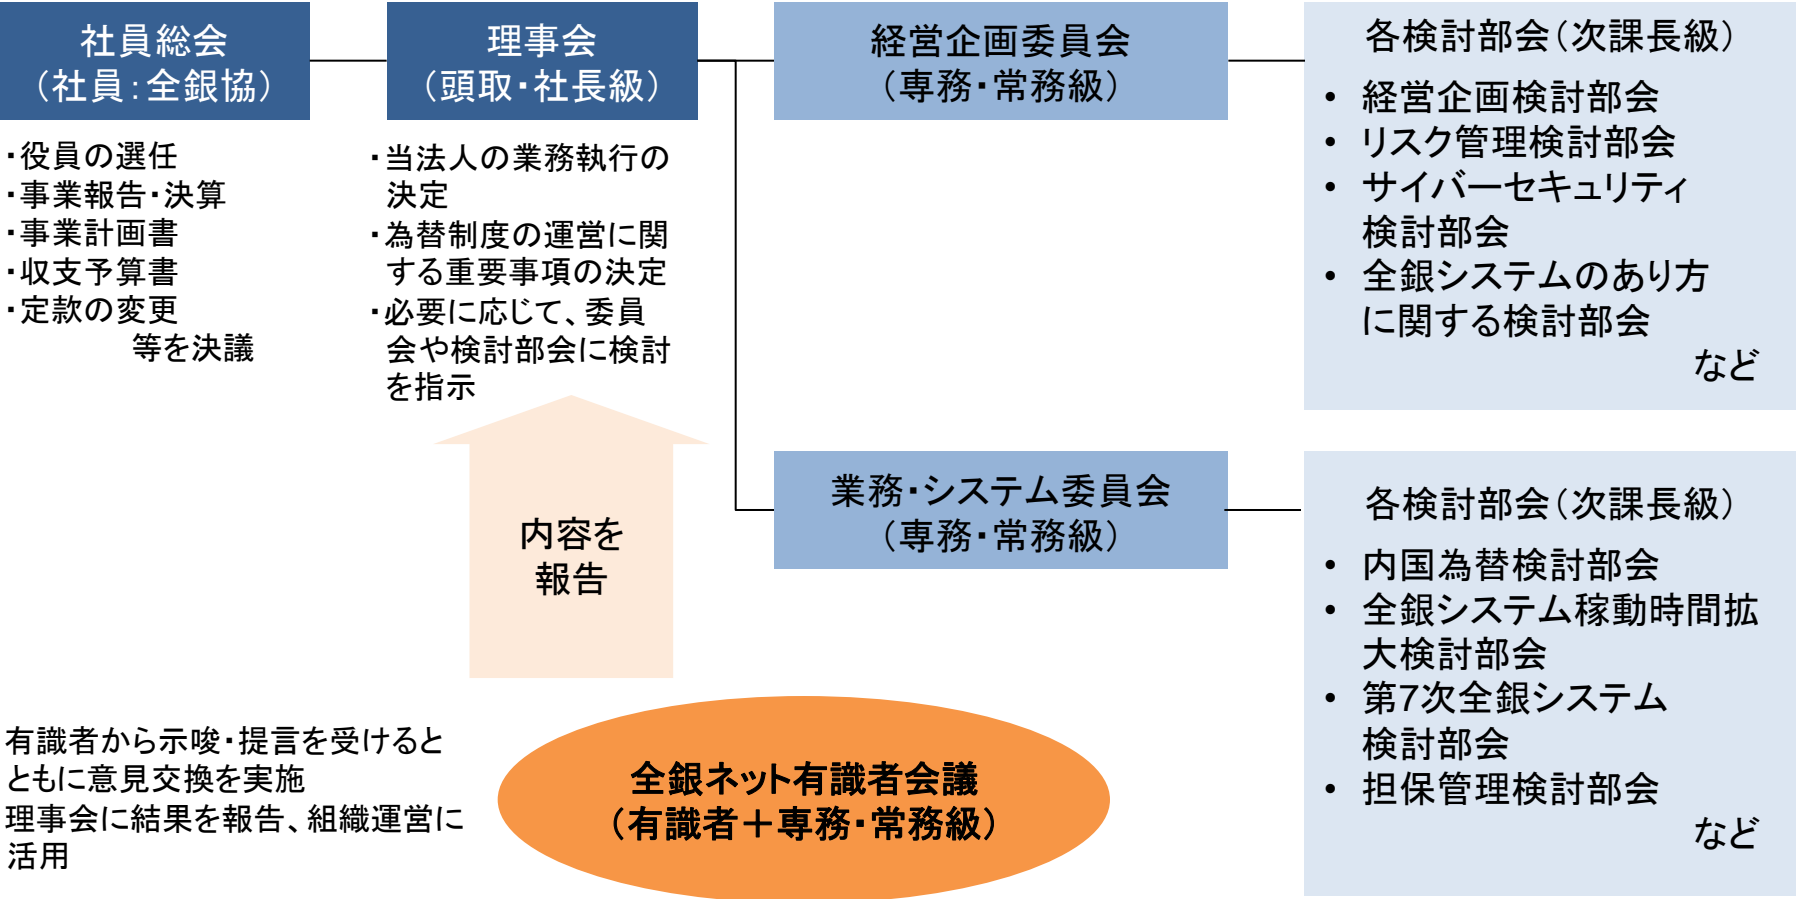 社員総会
（社員：全銀協）
・役員の選任
・事業報告・決算
・事業計画書
・収支予算書
・定款の変更
等を決議
理事会
（頭取・社長級）
・当法人の業務執行の
決定
・為替制度の運営に関
する重要事項の決定
・必要に応じて、委員
会や検討部会に検討
を指示
経営企画委員会
（専務・常務級）
各検討部会（次課長級）
• 経営企画検討部会
• リスク管理検討部会
• サイバーセキュリティ
検討部会
• 全銀システムのあり方
に関する検討部会
など
業務・システム委員会
（専務・常務級）
各検討部会（次課長級）
• 内国為替検討部会
• 全銀システム稼動時間拡
大検討部会
• 第7次全銀システム
検討部会
• 担保管理検討部会
など
内容を
報告
有識者から示唆・提言を受けると
ともに意見交換を実施
理事会に結果を報告、組織運営に
活用
全銀ネット有識者会議
（有識者＋専務・常務級）